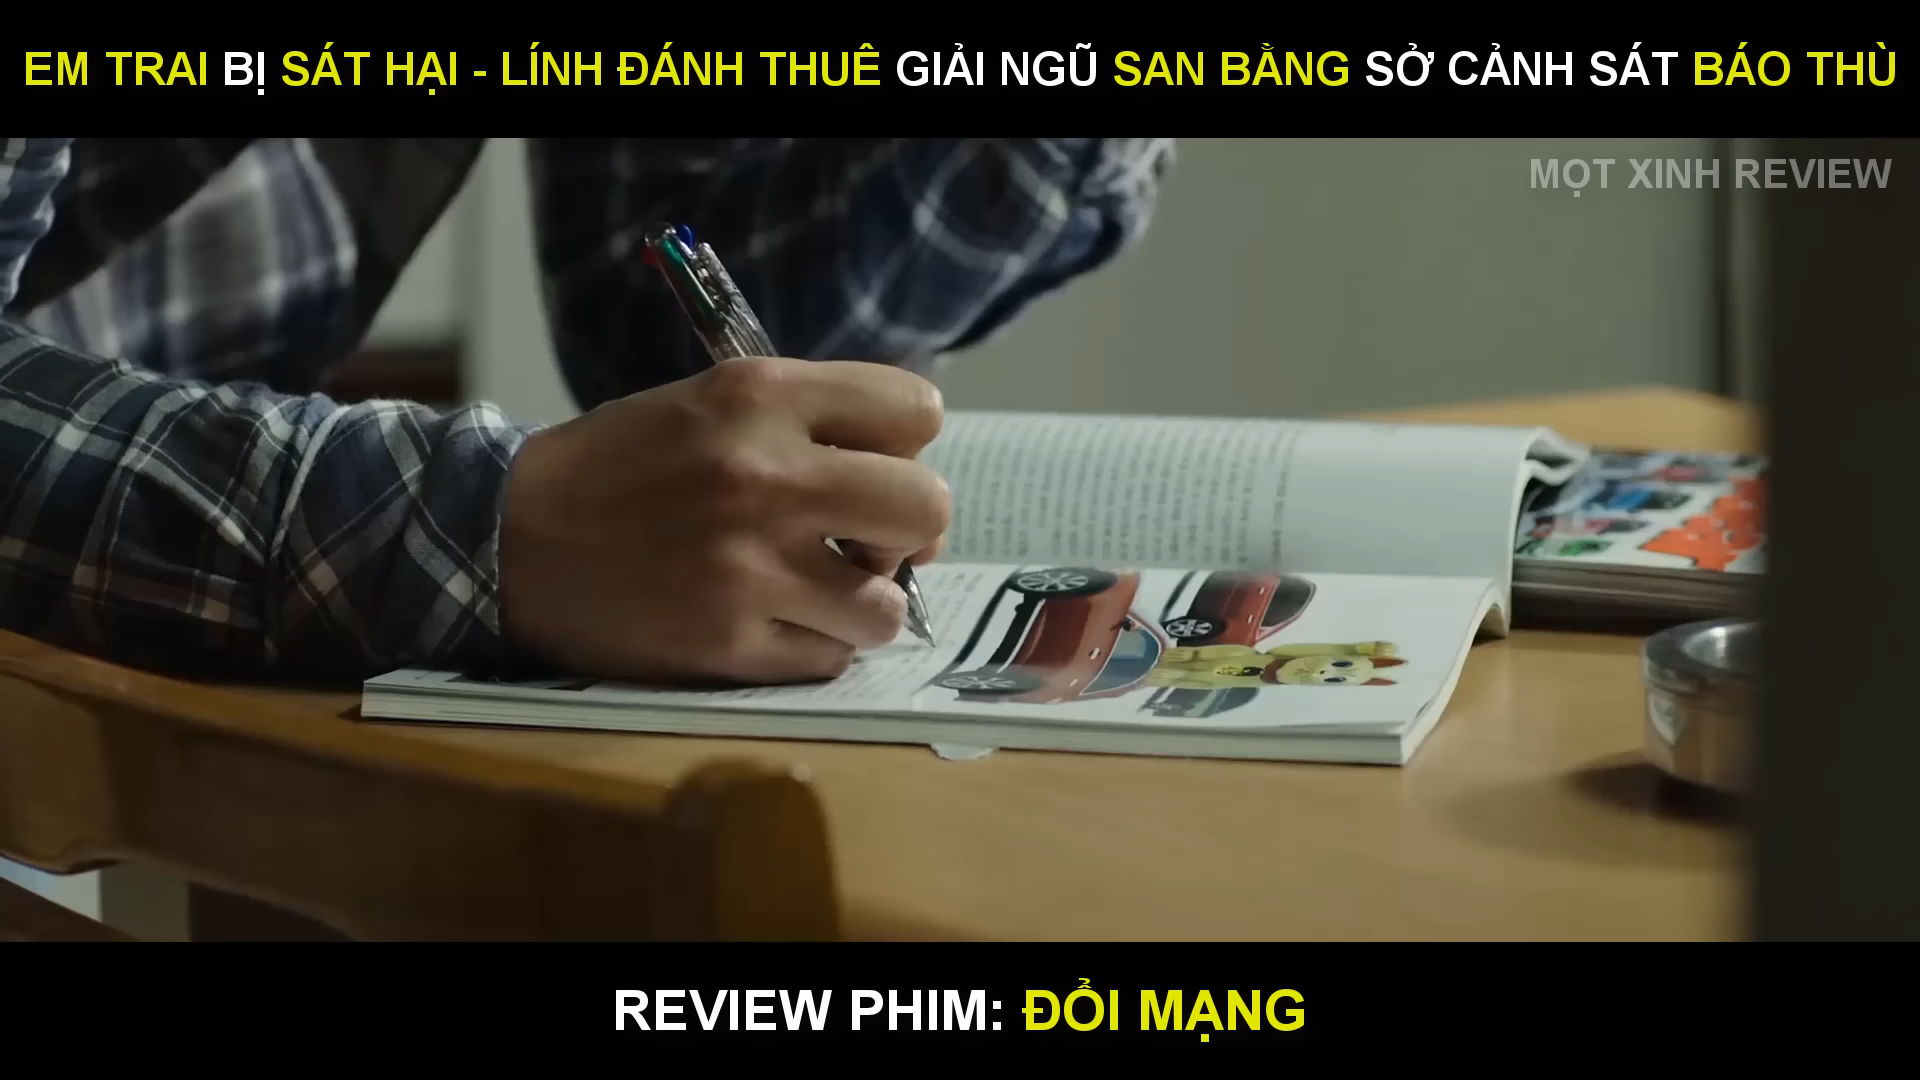 EM TRAI BỊ SÁT HẠI - LÍNH ĐÁNH THUÊ GIẢI NGŨ SAN BẰNG SỞ CẢNH SÁT BÁO THÙ
MỌT XINH REVIEW
REVIEW PHIM: ĐỔI MẠNG